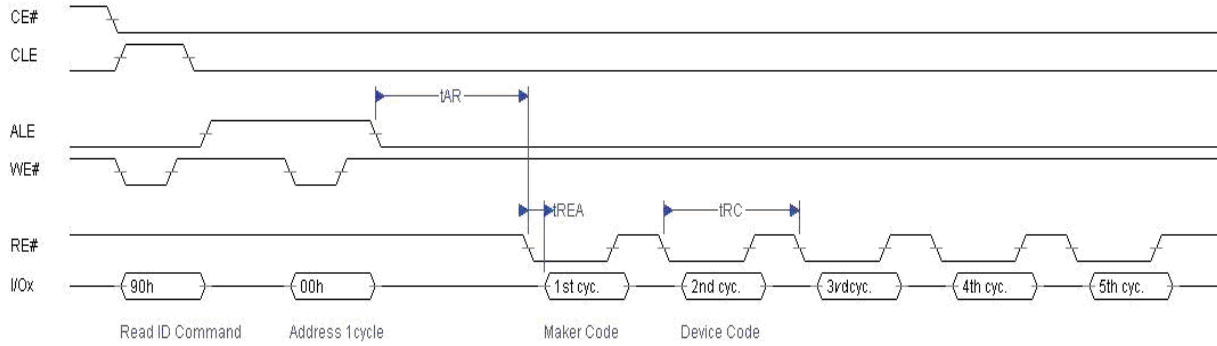 CE#
CLE
tAR
ALE
WE#
tREA
tRC
RE#
I/Ox
90h
00h
1st cyc.
2nd cyc.
3rdcyc.
4th cyc.
5th cyc.
Read ID Command
Address 1cycle
Maker Code
Device Code